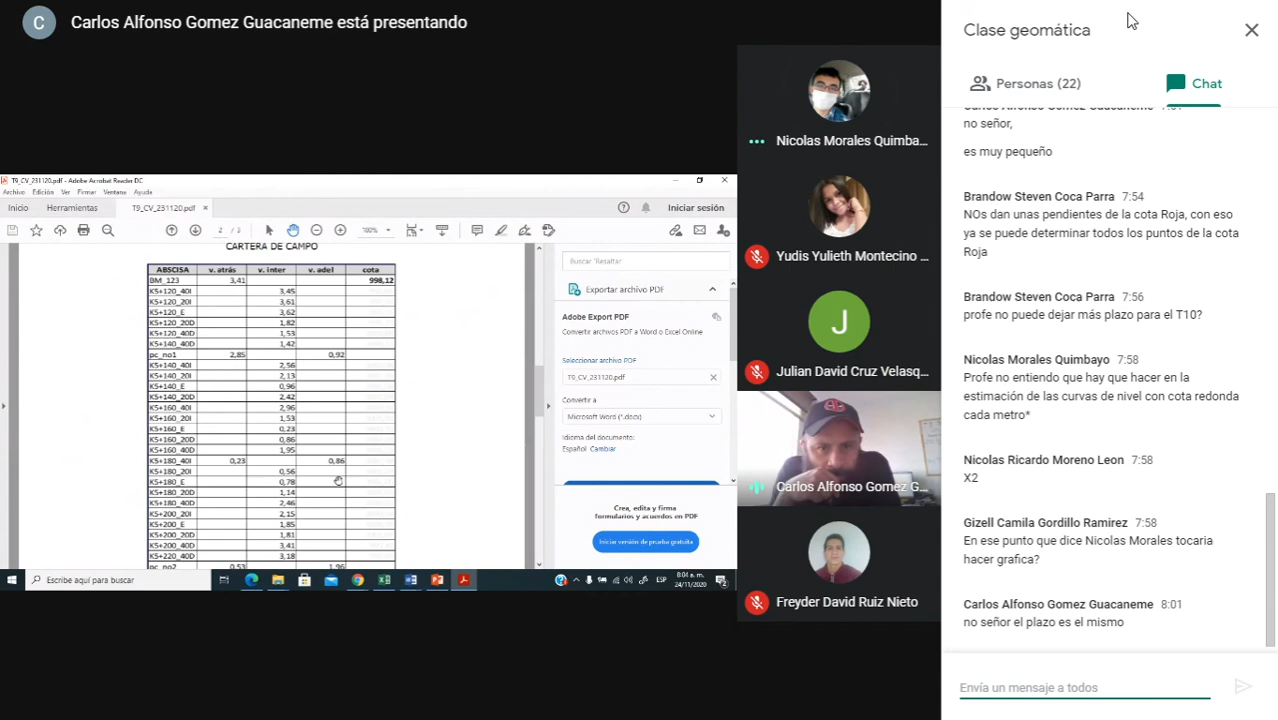 C Carlos Alfonso Gomez Guacaneme está presentando
T9_CV_231120.pdf - Adobe Acrobat Reader DC
Archivo Edición Ver Firmar Ventana Ayuda
Inicio Herramientas T9_CV_231120.pdf × Iniciar sesión
2 / 3 100%
CARTERA DE CAMPO
ABSCISA v. atrás v. inter v. adel cota
BM_123 3,41 998,12
K5+120_40I 3,45
K5+120_20I 3,61
K5+120_E 3,62
K5+120_20D 1,82
K5+120_40D 1,53
K5+140_40D 1,42
pc_no1 2,85 0,92
K5+140_40I 2,56
K5+140_20I 2,13
K5+140_E 0,96
K5+140_20D 2,42
K5+160_40I 2,96
K5+160_20I 1,53
K5+160_E 0,23
K5+160_20D 0,86
K5+160_40D 1,95
K5+180_40I 0,23 0,86
K5+180_20I 0,56
K5+180_E 0,78
K5+180_20D 1,14
K5+180_40D 2,46
K5+200_20I 2,15
K5+200_E 1,85
K5+200_20D 1,81
K5+200_40D 3,41
K5+220_40D 3,18
pc_no2 0,53 1,96
Buscar 'Resaltar'
Exportar archivo PDF
Adobe Export PDF
Convertir archivos PDF a Word o Excel Online
Seleccionar archivo PDF
T9_CV_231120.pdf
Convertir a
Microsoft Word (*.docx)
Idioma del documento:
Español Cambiar
Crea, edita y firma
formularios y acuerdos en PDF
Iniciar versión de prueba gratuita
Escribe aquí para buscar
ESP
8:04 a. m.
24/11/2020
2
Nicolas Morales Quimba...
Yudis Yulieth Montecino ...
J
Julian David Cruz Velasq...
Carlos Alfonso Gomez G...
Freyder David Ruiz Nieto
Clase geomática
Personas (22) Chat
Carlos Alfonso Gomez Guacaneme
no señor,
es muy pequeño
Brandow Steven Coca Parra 7:54
NOs dan unas pendientes de la cota Roja, con eso
ya se puede determinar todos los puntos de la cota
Roja
Brandow Steven Coca Parra 7:56
profe no puede dejar más plazo para el T10?
Nicolas Morales Quimbayo 7:58
Profe no entiendo que hay que hacer en la
estimación de las curvas de nivel con cota redonda
cada metro*
Nicolas Ricardo Moreno Leon 7:58
X2
Gizell Camila Gordillo Ramirez 7:58
En ese punto que dice Nicolas Morales tocaria
hacer grafica?
Carlos Alfonso Gomez Guacaneme 8:01
no señor el plazo es el mismo
Envía un mensaje a todos